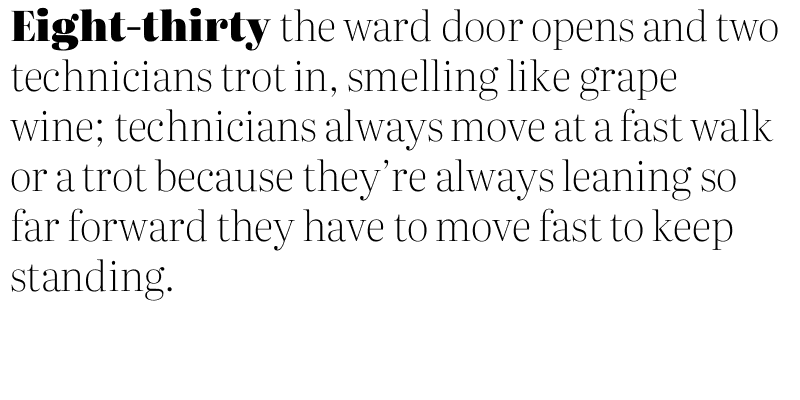 Eight-thirty the ward door opens and two
technicians trot in, smelling like grape
wine; technicians always move at a fast walk
or a trot because they’re always leaning so
far forward they have to move fast to keep
standing.